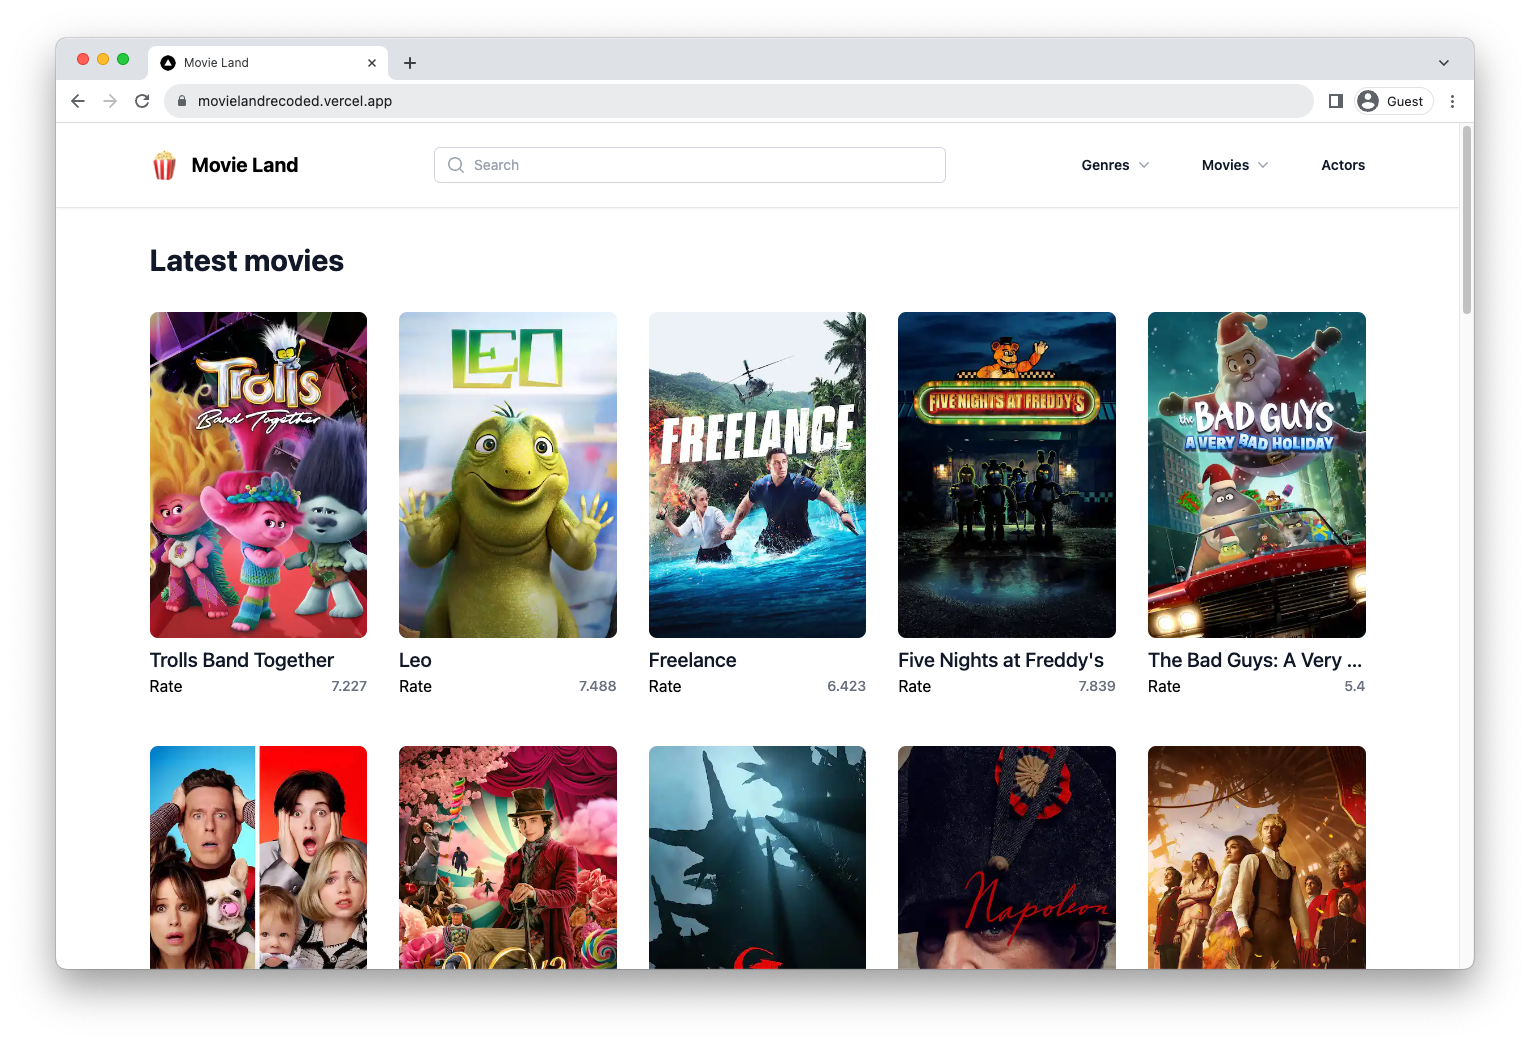 Movie Land
movielandrecoded.vercel.app
Guest
Movie Land
Search
Genres
Movies
Actors
Latest movies
Trolls
Band Together
LEO
FREELANCE
FIVE NIGHTS AT FREDDY'S
the BAD GUYS
A VERY BAD HOLIDAY
Trolls Band Together
Leo
Freelance
Five Nights at Freddy's
The Bad Guys: A Very ...
Rate 7.227
Rate 7.488
Rate 6.423
Rate 7.839
Rate 5.4
Napoleon